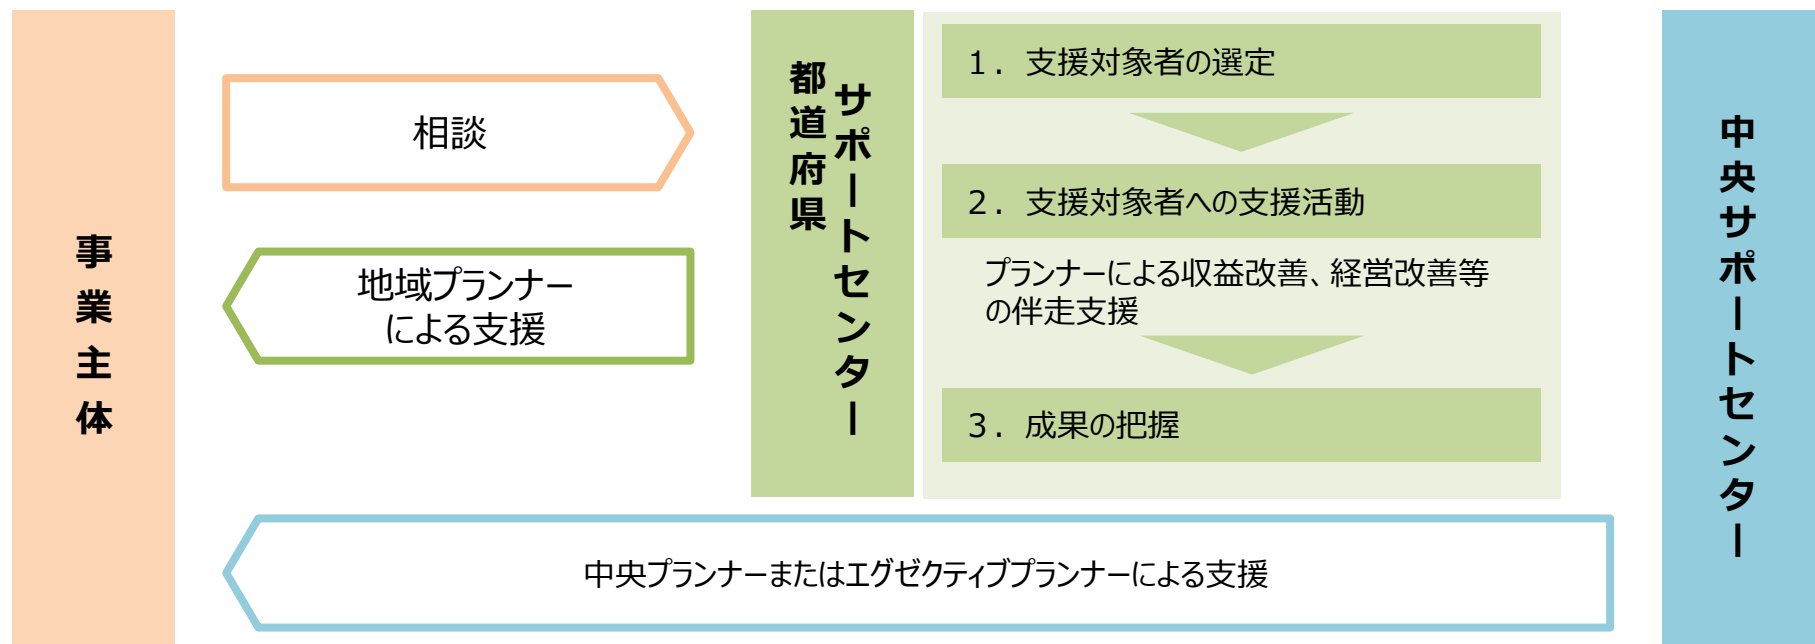 事業主体
相談
地域プランナー
による支援
都道府県
サポートセンター
1. 支援対象者の選定
2. 支援対象者への支援活動
プランナーによる収益改善、経営改善等
の伴走支援
3. 成果の把握
中央プランナーまたはエグゼクティブプランナーによる支援
中央サポートセンター